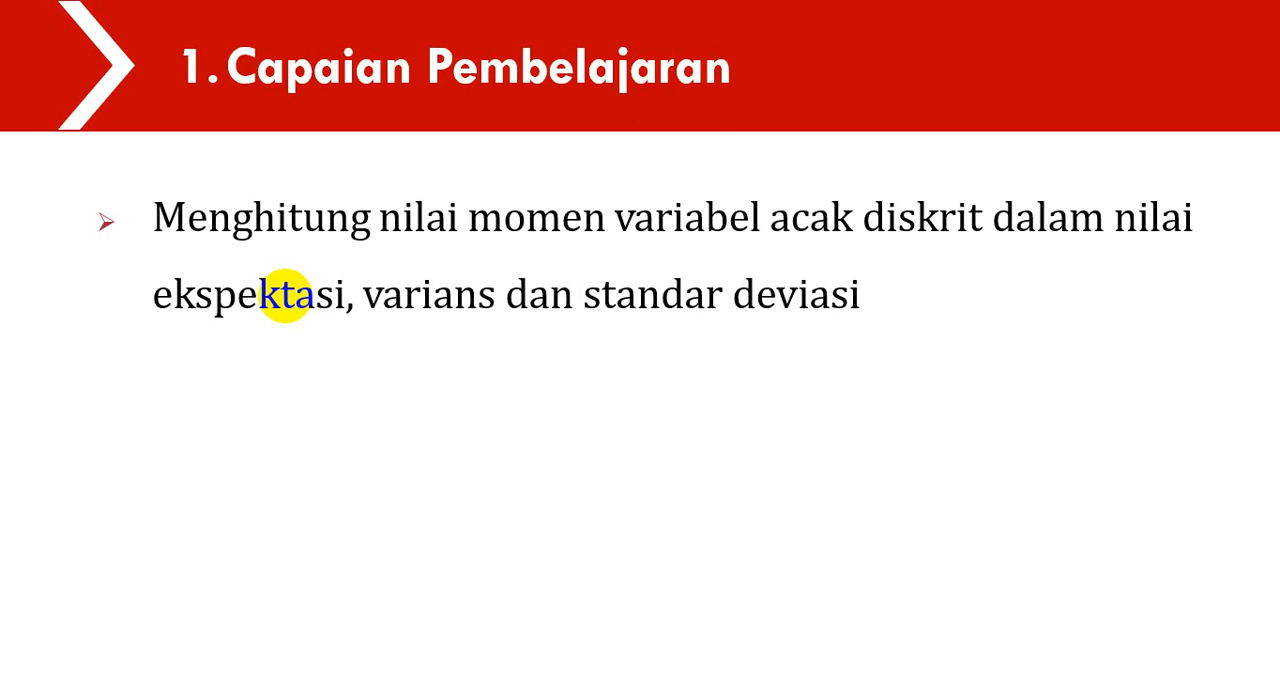 1. Capaian Pembelajaran
Menghitung nilai momen variabel acak diskrit dalam nilai
ekspektasi, varians dan standar deviasi